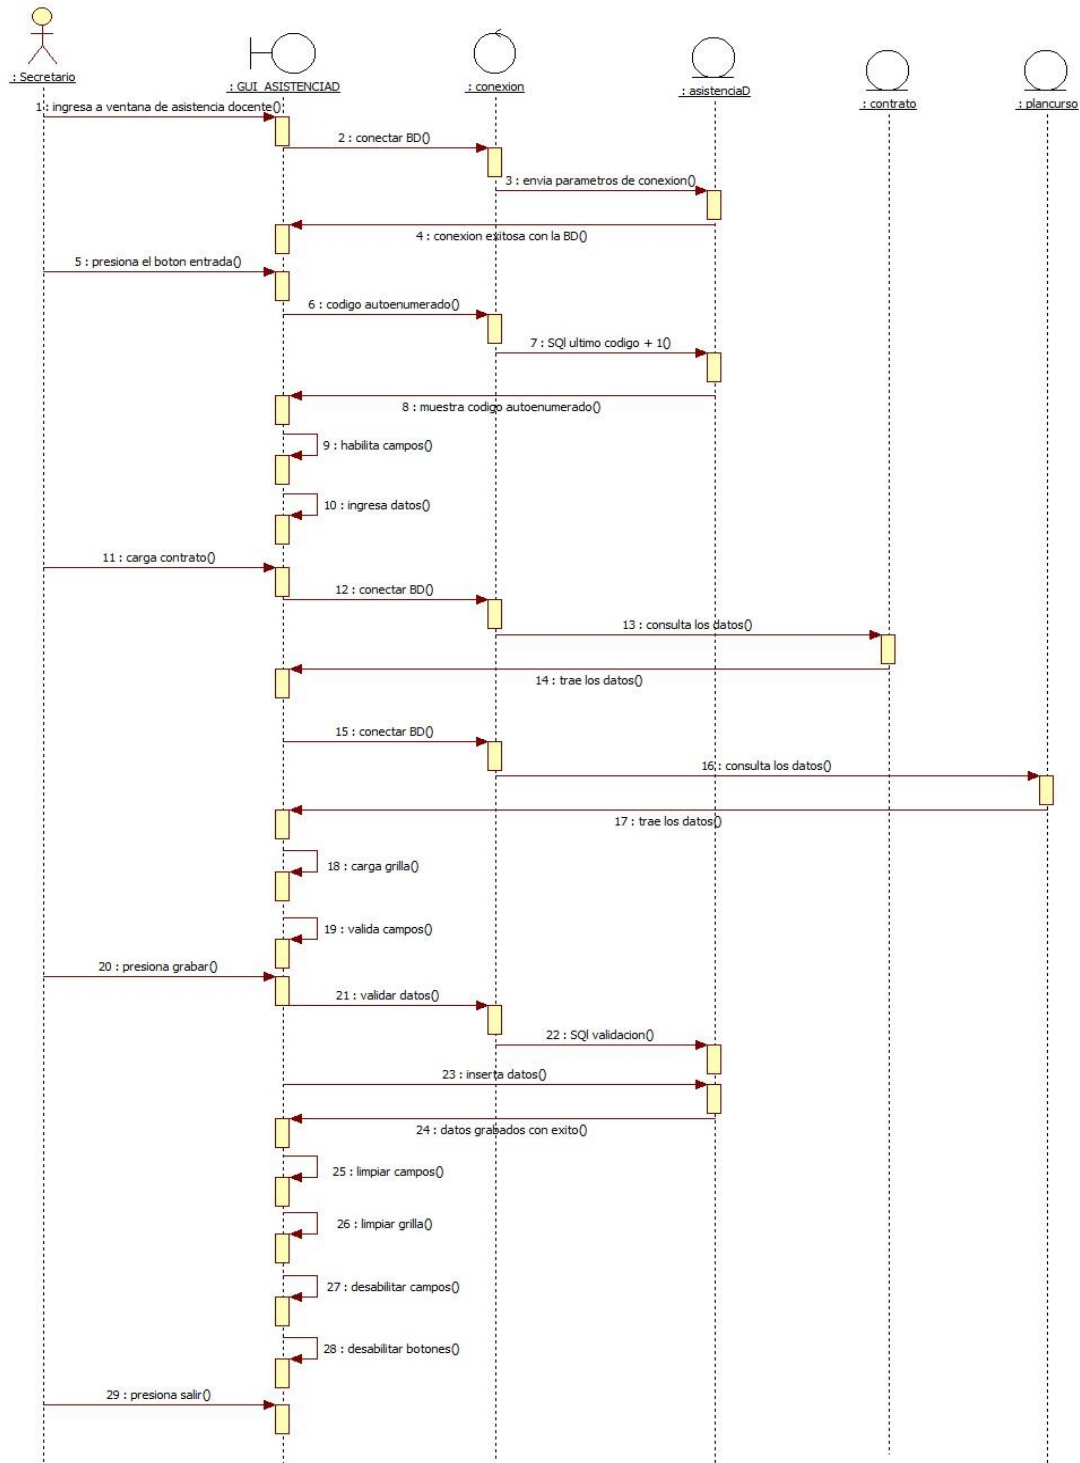 : Secretario
: GUI_ASISTENCIAD
: conexion
: asistenciaD
: contrato
: plancurso
1 : ingresa a ventana de asistencia docente()
2 : conectar BD()
3 : envia parametros de conexion()
4 : conexion exitosa con la BD()
5 : presiona el boton entrada()
6 : codigo autoenumerado()
7 : SQl ultimo codigo + 1()
8 : muestra codigo autoenumerado()
9 : habilita campos()
10 : ingresa datos()
11 : carga contrato()
12 : conectar BD()
13 : consulta los datos()
14 : trae los datos()
15 : conectar BD()
16 : consulta los datos()
17 : trae los datos()
18 : carga grilla()
19 : valida campos()
20 : presiona grabar()
21 : validar datos()
22 : SQl validacion()
23 : inserta datos()
24 : datos grabados con exito()
25 : limpiar campos()
26 : limpiar grilla()
27 : desabilitar campos()
28 : desabilitar botones()
29 : presiona salir()